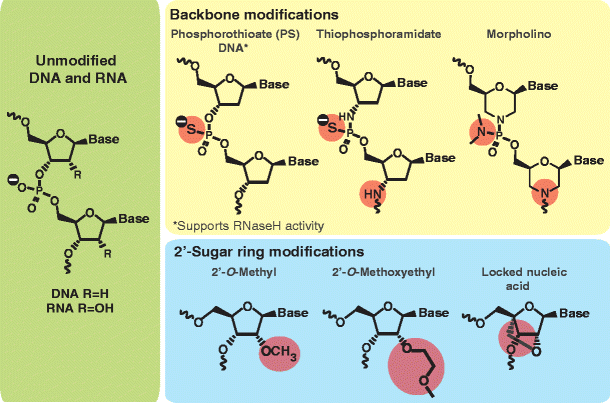 Unmodified
DNA and RNA
O
O
Base
O
R
O
P
O
O
O
O
Base
O
R
DNA R=H
RNA R=OH
Backbone modifications
Phosphorothioate (PS)
DNA*
O
O
Base
O
S
P
O
O
O
Base
O
Thiophosphoramidate
O
O
Base
HN
S
P
O
O
O
Base
HN
Morpholino
O
O
Base
N
N
P
O
O
O
Base
N
*Supports RNaseH activity
2’-Sugar ring modifications
2’-O-Methyl
O
O
Base
O
OCH3
2’-O-Methoxyethyl
O
O
Base
O
O
O
Locked nucleic
acid
O
O
Base
O
O